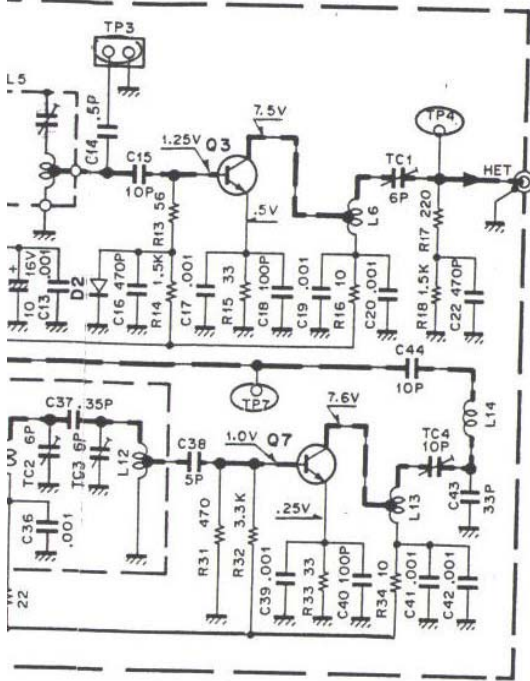 TP3
L5
C14 .5P
7.5V
TP4
1.25V
Q3
C15
10P
TC1
6P
HET
.5V
56
R13
L6
220
R17
16V
10
.001
C13
D2
470P
C16
1.5K
R14
.001
C17
33
R15
100P
C18
.001
C19
10
R16
.001
C20
1.5K
R18
470P
C22
C44
10P
TP7
7.6V
L14
C37 .35P
Q7
TC4
10P
1.0V
6P
TC2
6P
TC3
L12
C38
5P
.25V
L13
C43
33P
.001
C36
470
R31
3.3K
R32
.001
C39
33
R33
100P
C40
10
R34
.001
C41
.001
C42
22